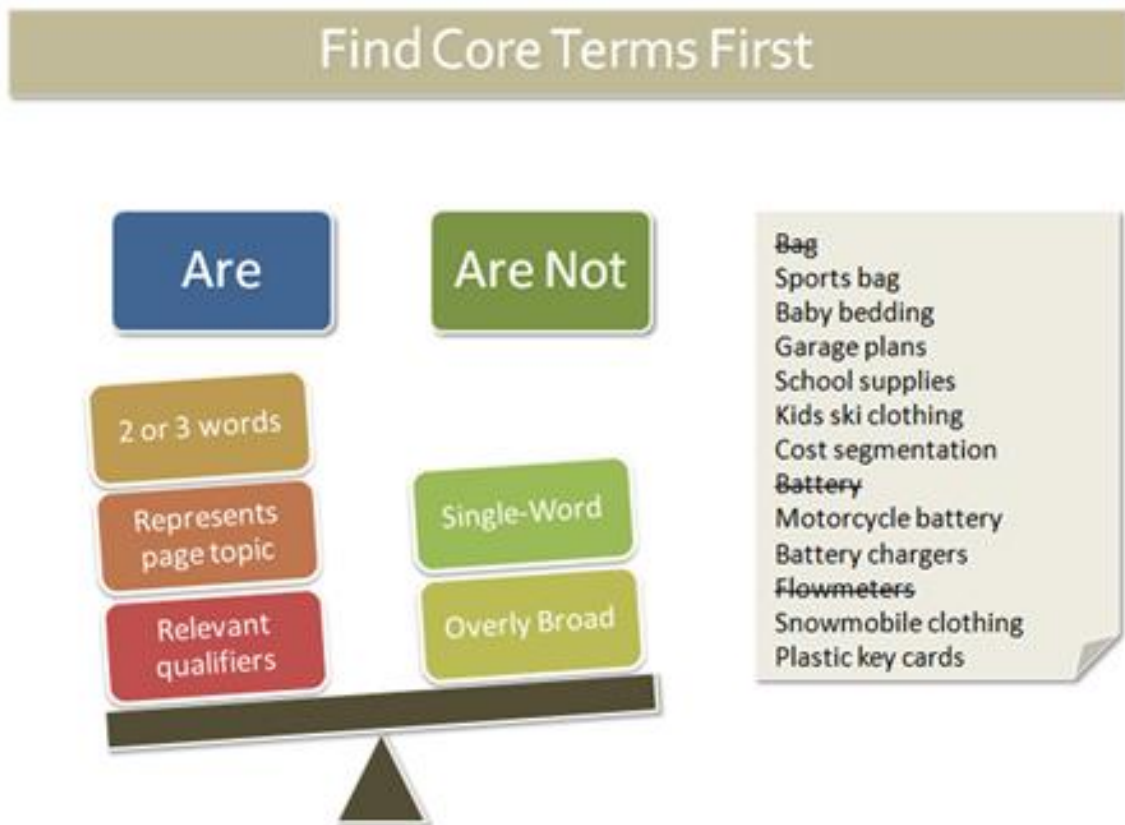 Find Core Terms First
Are
Are Not
2 or 3 words
Represents
page topic
Relevant
qualifiers
Single-Word
Overly Broad
Bag
Sports bag
Baby bedding
Garage plans
School supplies
Kids ski clothing
Cost segmentation
Battery
Motorcycle battery
Battery chargers
Flowmeters
Snowmobile clothing
Plastic key cards